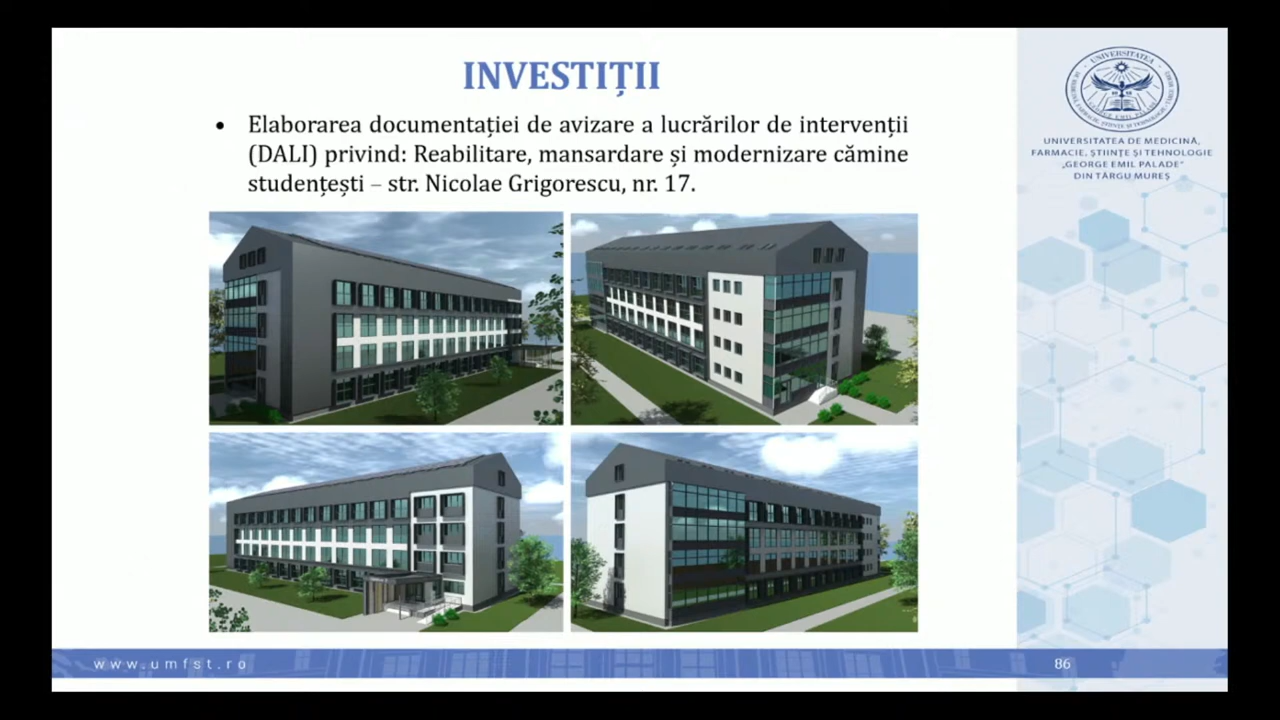 INVESTIȚII
• Elaborarea documentației de avizare a lucrărilor de intervenții
(DALI) privind: Reabilitare, mansardare și modernizare cămine
studențești – str. Nicolae Grigorescu, nr. 17.
UNIVERSITATEA
UNIVERSITATEA DE MEDICINĂ,
FARMACIE, ȘTIINȚE ȘI TEHNOLOGIE
„GEORGE EMIL PALADE”
DIN TÂRGU MUREȘ
www.umfst.ro
86